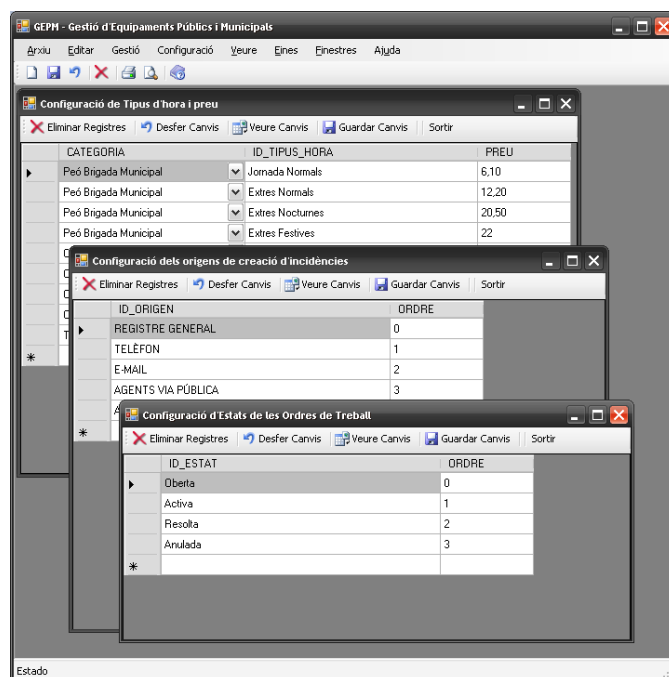 GEPM - Gestió d'Equipaments Públics i Municipals
Arxiu Editar Gestió Configuració Veure Eines Finestres Ajuda
Configuració de Tipus d'hora i preu
Eliminar Registres Desfer Canvis Veure Canvis Guardar Canvis Sortir
CATEGORIA ID_TIPUS_HORA PREU
Peó Brigada Municipal Jornada Normals 6,10
Peó Brigada Municipal Extres Normals 12,20
Peó Brigada Municipal Extres Nocturnes 20,50
Peó Brigada Municipal Extres Festives 22
Configuració dels origens de creació d'incidències
Eliminar Registres Desfer Canvis Veure Canvis Guardar Canvis Sortir
ID_ORIGEN ORDRE
REGISTRE GENERAL 0
TELÈFON 1
E-MAIL 2
AGENTS VIA PÚBLICA 3
Configuració d'Estats de les Ordres de Treball
Eliminar Registres Desfer Canvis Veure Canvis Guardar Canvis Sortir
ID_ESTAT ORDRE
Oberta 0
Activa 1
Resolta 2
Anulada 3
Estado